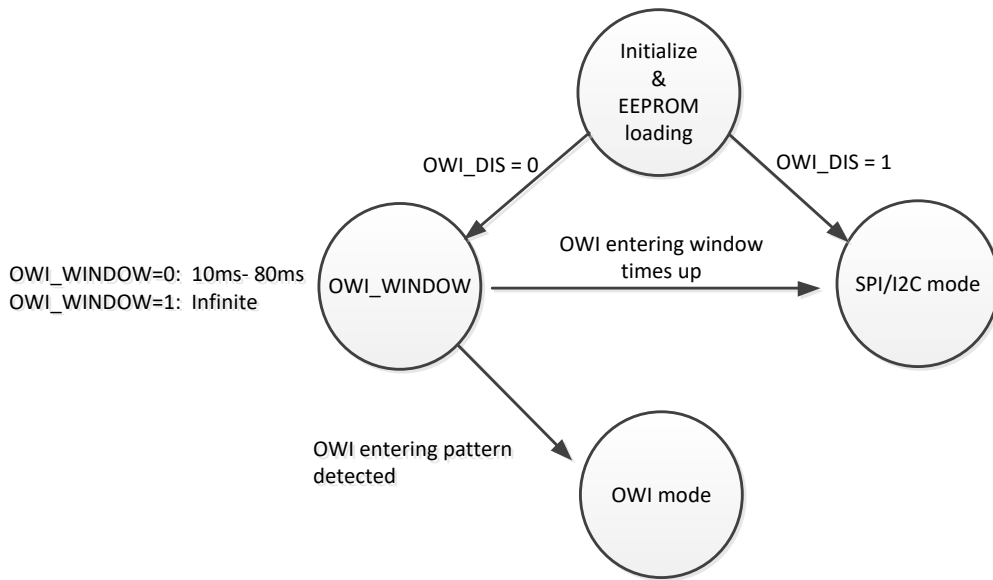 Initialize
&
EEPROM
loading
OWI_DIS = 0
OWI_DIS = 1
OWI_WINDOW=0:  10ms- 80ms
OWI_WINDOW=1:  Infinite
OWI_WINDOW
OWI entering window
times up
SPI/I2C mode
OWI entering pattern
detected
OWI mode